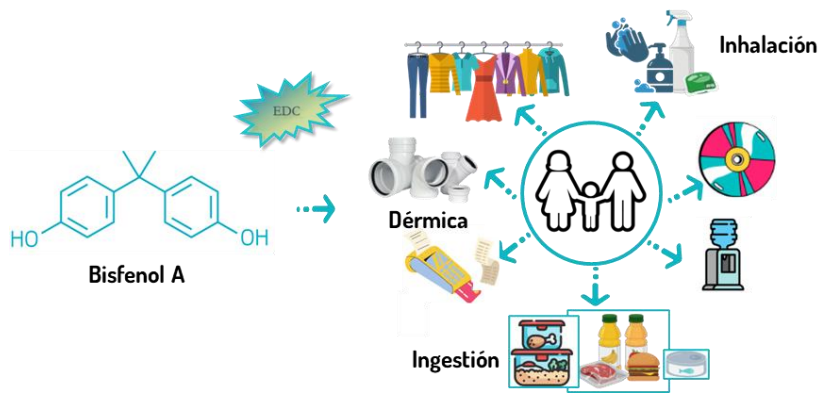 Inhalación
EDC
HO
OH
Bisfenol A
Dérmica
Ingestión